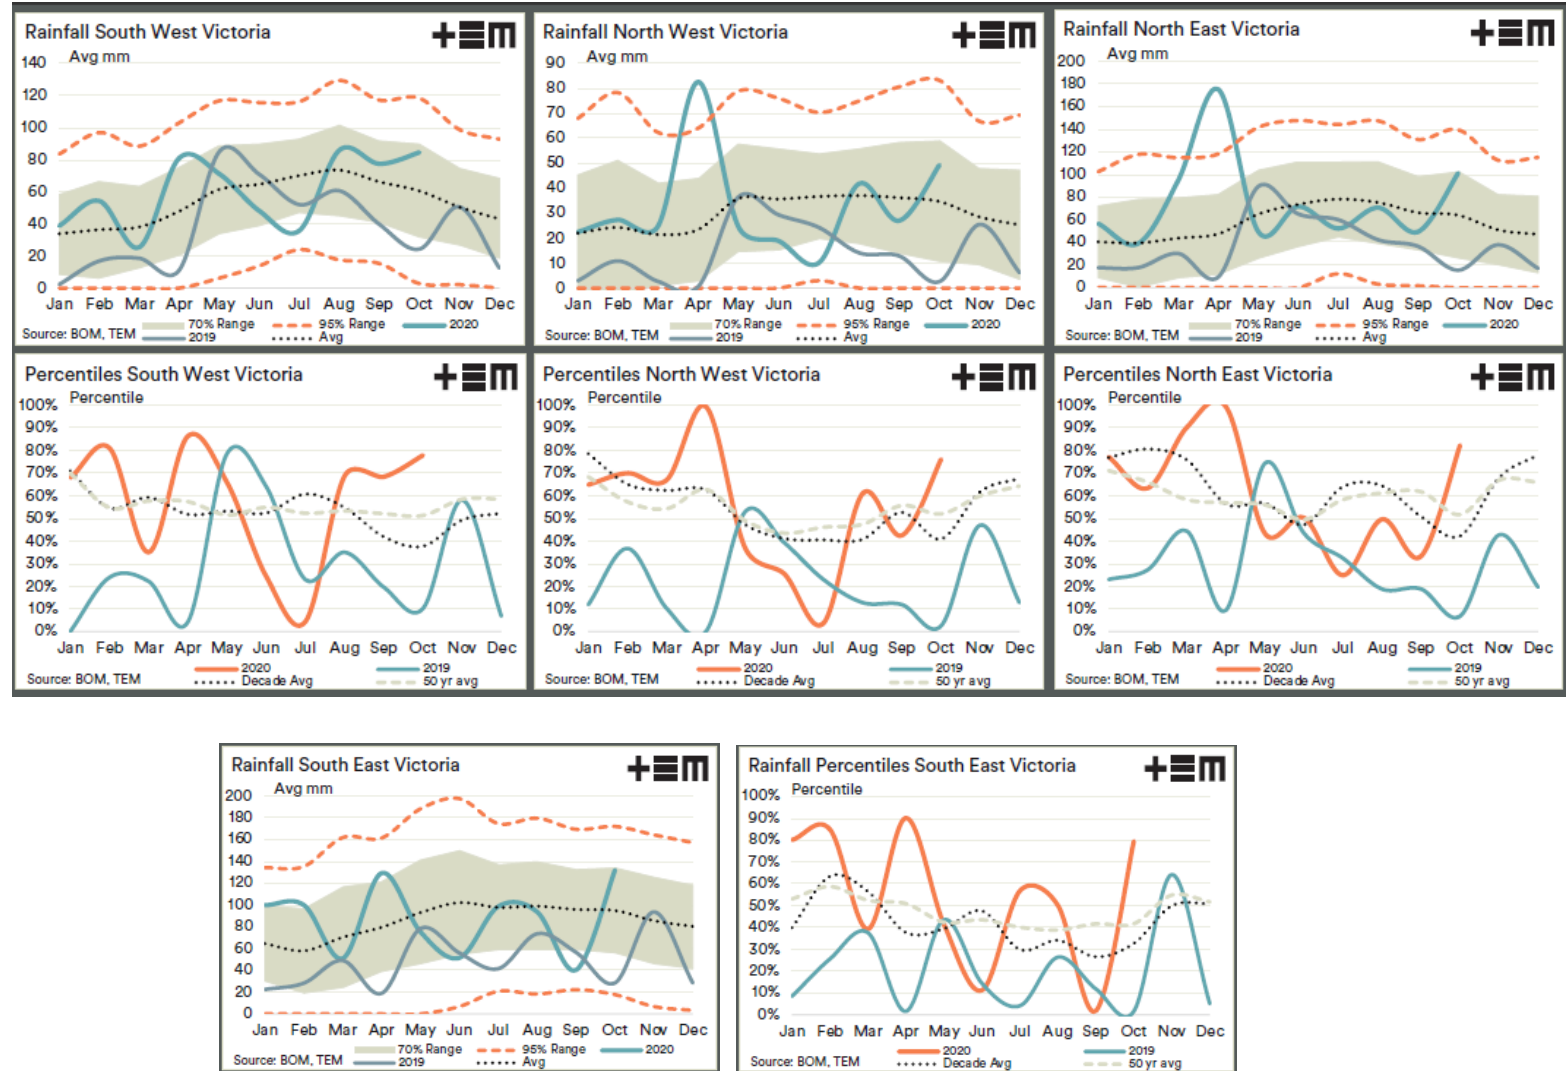 Rainfall South West Victoria
Avg mm
140
120
100
80
60
40
20
0
Jan Feb Mar Apr May Jun Jul Aug Sep Oct Nov Dec
70% Range 95% Range 2020
Source: BOM, TEM 2019 Avg
Rainfall North West Victoria
Avg mm
90
80
70
60
50
40
30
20
10
0
Jan Feb Mar Apr May Jun Jul Aug Sep Oct Nov Dec
70% Range 95% Range 2020
Source: BOM, TEM 2019 Avg
Rainfall North East Victoria
Avg mm
200
180
160
140
120
100
80
60
40
20
0
Jan Feb Mar Apr May Jun Jul Aug Sep Oct Nov Dec
70% Range 95% Range 2020
Source: BOM, TEM 2019 Avg
Percentiles South West Victoria
Percentile
100%
90%
80%
70%
60%
50%
40%
30%
20%
10%
0%
Jan Feb Mar Apr May Jun Jul Aug Sep Oct Nov Dec
2020 2019
Source: BOM, TEM Decade Avg 50 yr avg
Percentiles North West Victoria
Percentile
100%
90%
80%
70%
60%
50%
40%
30%
20%
10%
0%
Jan Feb Mar Apr May Jun Jul Aug Sep Oct Nov Dec
2020 2019
Source: BOM, TEM Decade Avg 50 yr avg
Percentiles North East Victoria
Percentile
100%
90%
80%
70%
60%
50%
40%
30%
20%
10%
0%
Jan Feb Mar Apr May Jun Jul Aug Sep Oct Nov Dec
2020 2019
Source: BOM, TEM Decade Avg 50 yr avg
Rainfall South East Victoria
Avg mm
200
180
160
140
120
100
80
60
40
20
0
Jan Feb Mar Apr May Jun Jul Aug Sep Oct Nov Dec
70% Range 95% Range 2020
Source: BOM, TEM 2019 Avg
Rainfall Percentiles South East Victoria
Percentile
100%
90%
80%
70%
60%
50%
40%
30%
20%
10%
0%
Jan Feb Mar Apr May Jun Jul Aug Sep Oct Nov Dec
2020 2019
Source: BOM, TEM Decade Avg 50 yr avg